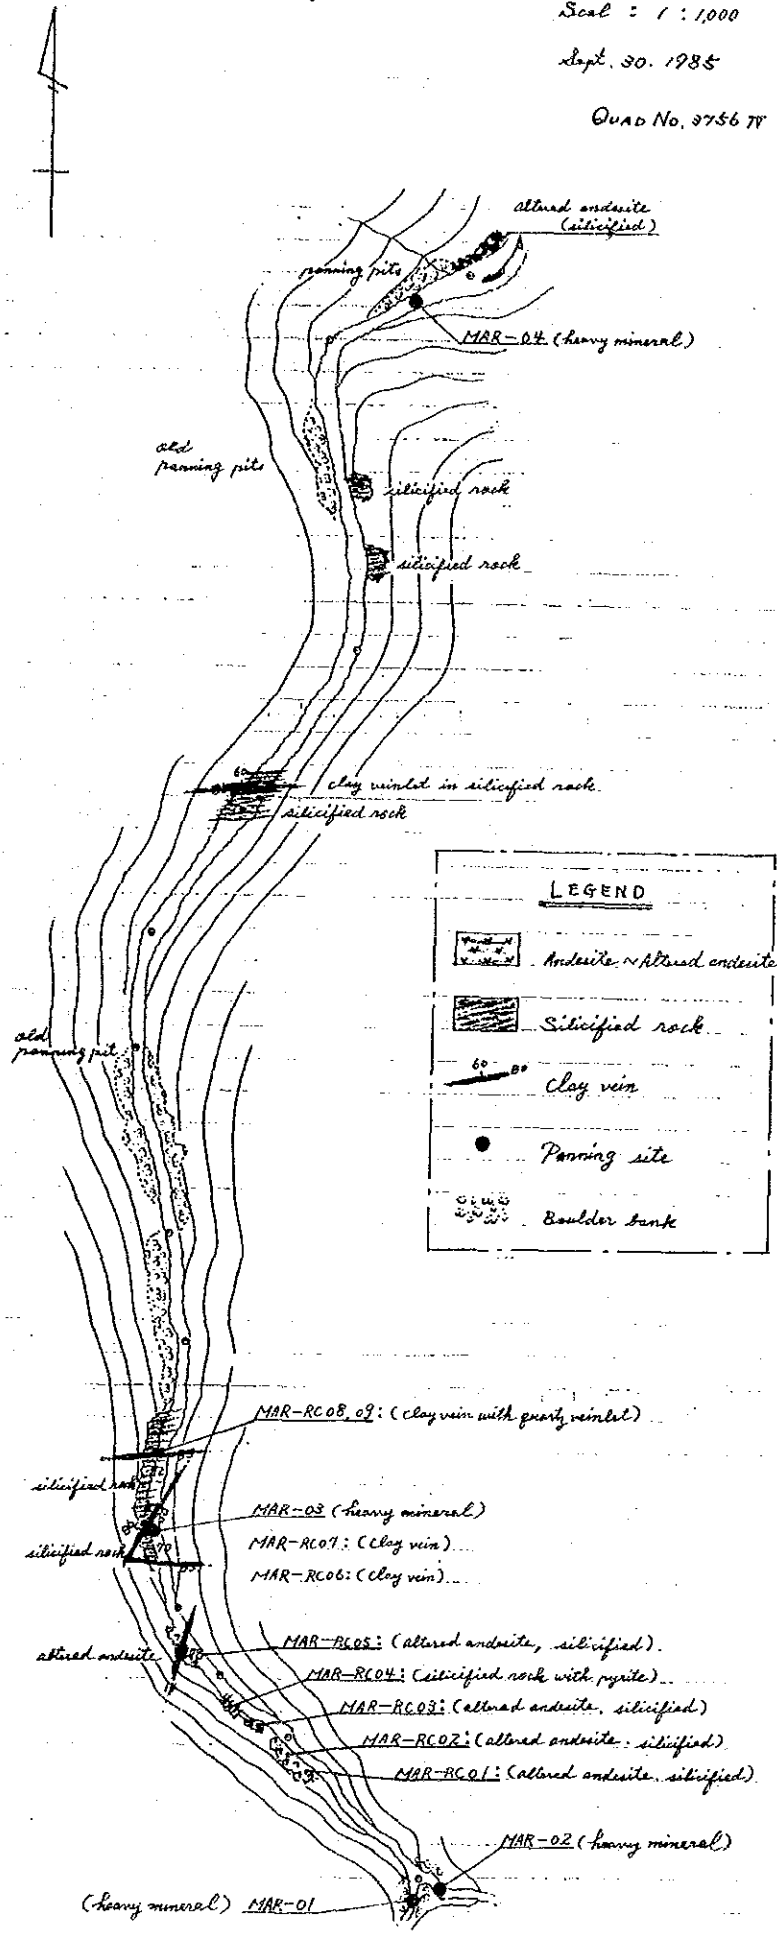 Scal : 1 : 1,000
Sept. 30. 1985
QUAD No. 3756 IV
altered andesite
(silicified)
panning pits
MAR-04 (heavy mineral)
old
panning pits
silicified rock
silicified rock
60
clay veinlet in silicified rock.
silicified rock
LEGEND
Andesite ~ Altered andesite
Silicified rock
60 80
Clay vein
Panning site
Boulder bank
old
panning pit
MAR-RC08, 09: (clay vein with quartz veinlet)
85
silicified rock
MAR-03 (heavy mineral)
MAR-RC07: (clay vein)
silicified rock
70
85
MAR-RC06: (clay vein)
MAR-RC05: (altered andesite, silicified)
altered andesite
MAR-RC04: (silicified rock with pyrite)
MAR-RC03: (altered andesite, silicified)
MAR-RC02: (altered andesite, silicified)
MAR-RC01: (altered andesite, silicified)
MAR-02 (heavy mineral)
(heavy mineral) MAR-01